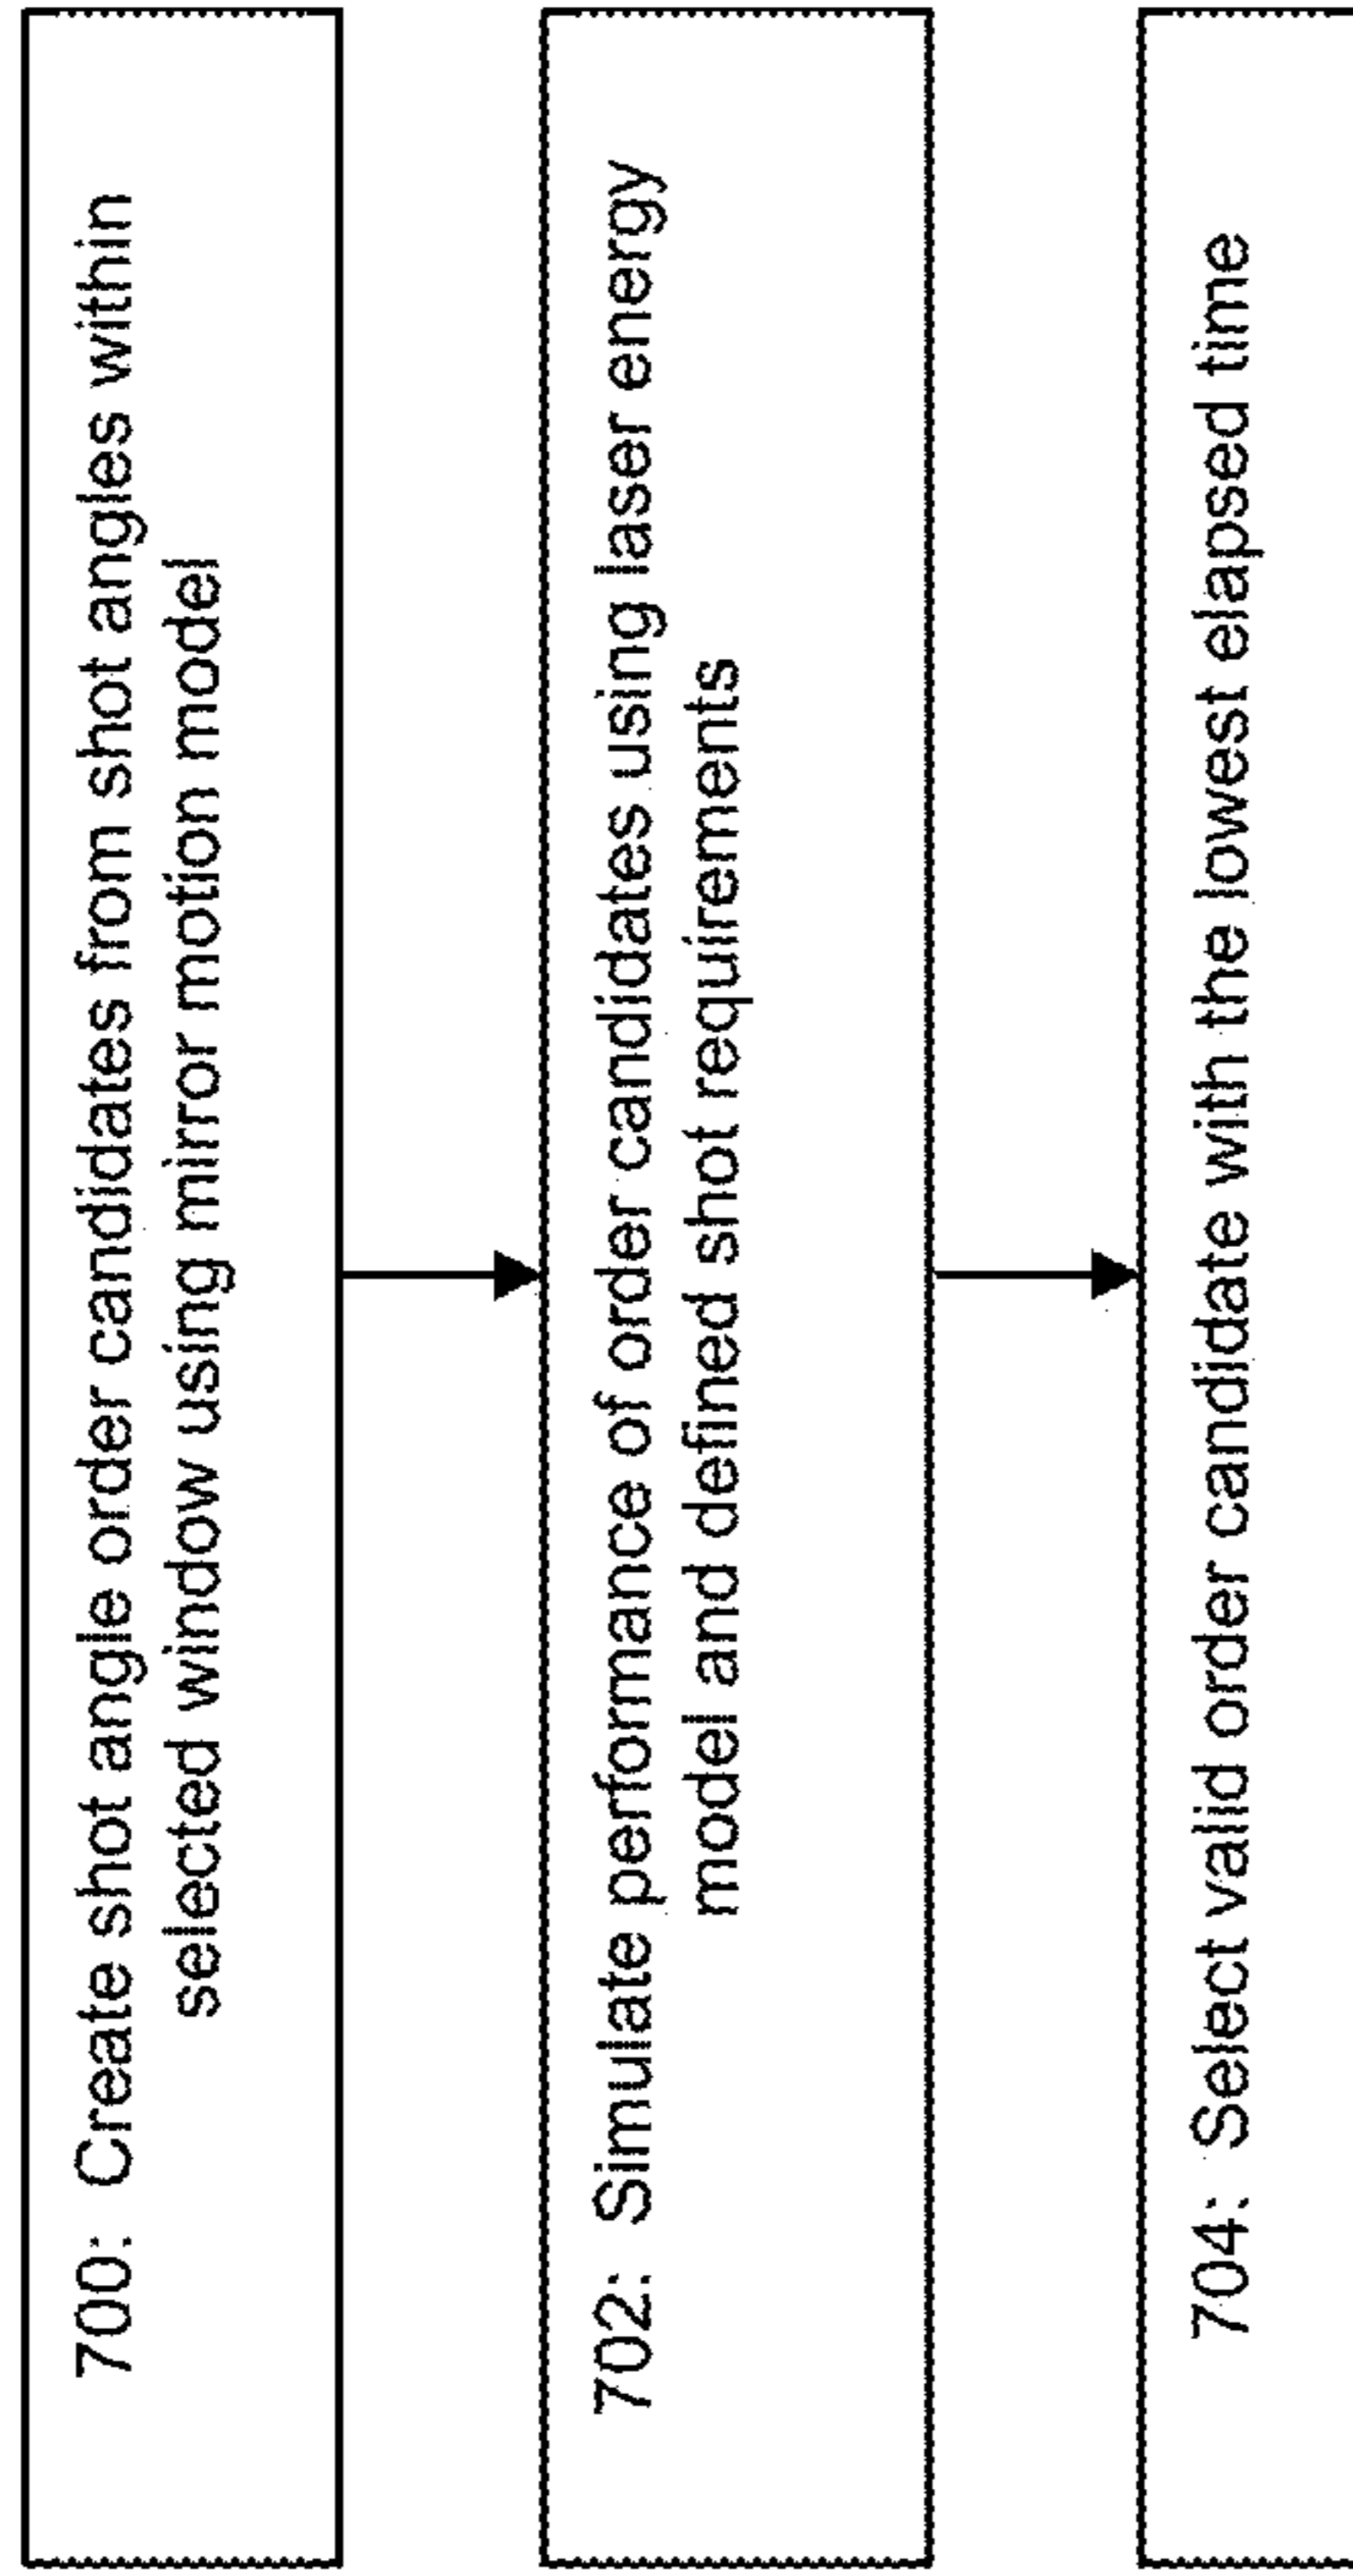 700: Create shot angle order candidates from shot angles within
selected window using mirror motion model
702: Simulate performance of order candidates using laser energy
model and defined shot requirements
704: Select valid order candidate with the lowest elapsed time